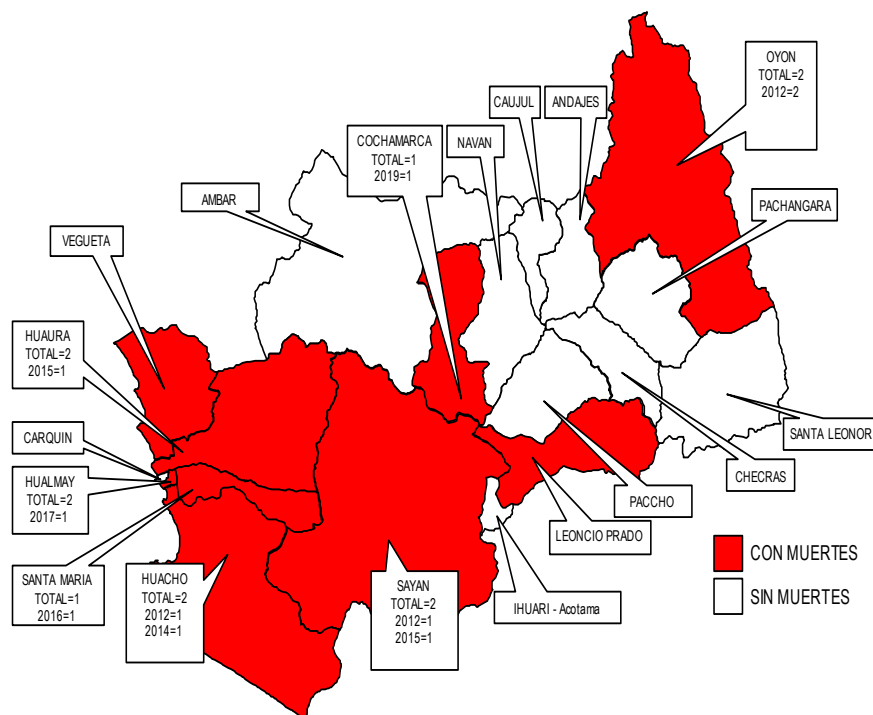 OYON
TOTAL=2
2012=2
CAUJUL
ANDAJES
COCHAMARCA
TOTAL=1
2019=1
NAVAN
AMBAR
PACHANGARA
VEGUETA
HUAURA
TOTAL=2
2015=1
CARQUIN
HUALMAY
TOTAL=2
2017=1
SANTA MARIA
TOTAL=1
2016=1
HUACHO
TOTAL=2
2012=1
2014=1
SAYAN
TOTAL=2
2012=1
2015=1
IHUARI - Acotama
LEONCIO PRADO
PACCHO
CHECRAS
SANTA LEONOR
CON MUERTES
SIN MUERTES